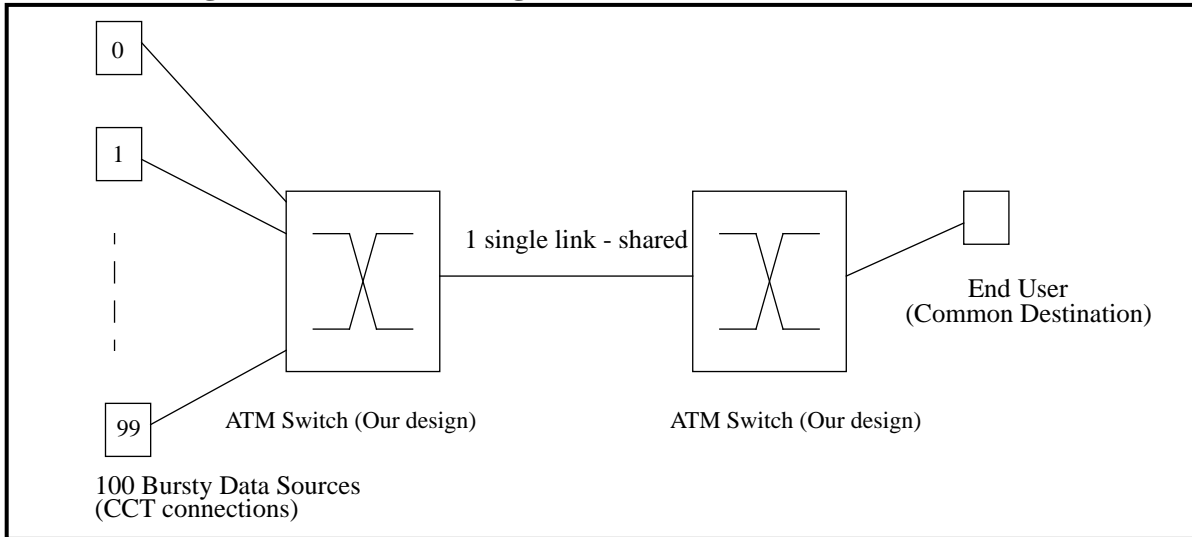 0
1
1 single link - shared
End User
(Common Destination)
99
ATM Switch (Our design)
ATM Switch (Our design)
100 Bursty Data Sources
(CCT connections)